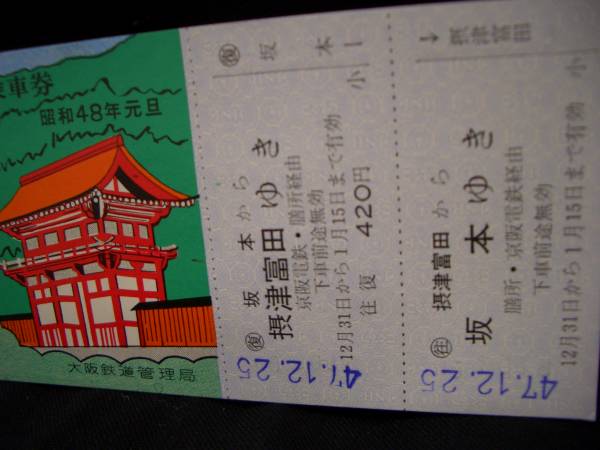 乗車券
昭和48年元旦
大阪鉄道管理局
復
坂本
小
坂本から
摂津富田ゆき
京阪電鉄・膳所経由
下車前途無効
12月31日から1月15日まで有効
往復 420円
47.12.25
→摂津富田
小
往
摂津富田から
坂本ゆき
膳所・京阪電鉄経由
下車前途無効
12月31日から1月15日まで有効
47.12.25
復